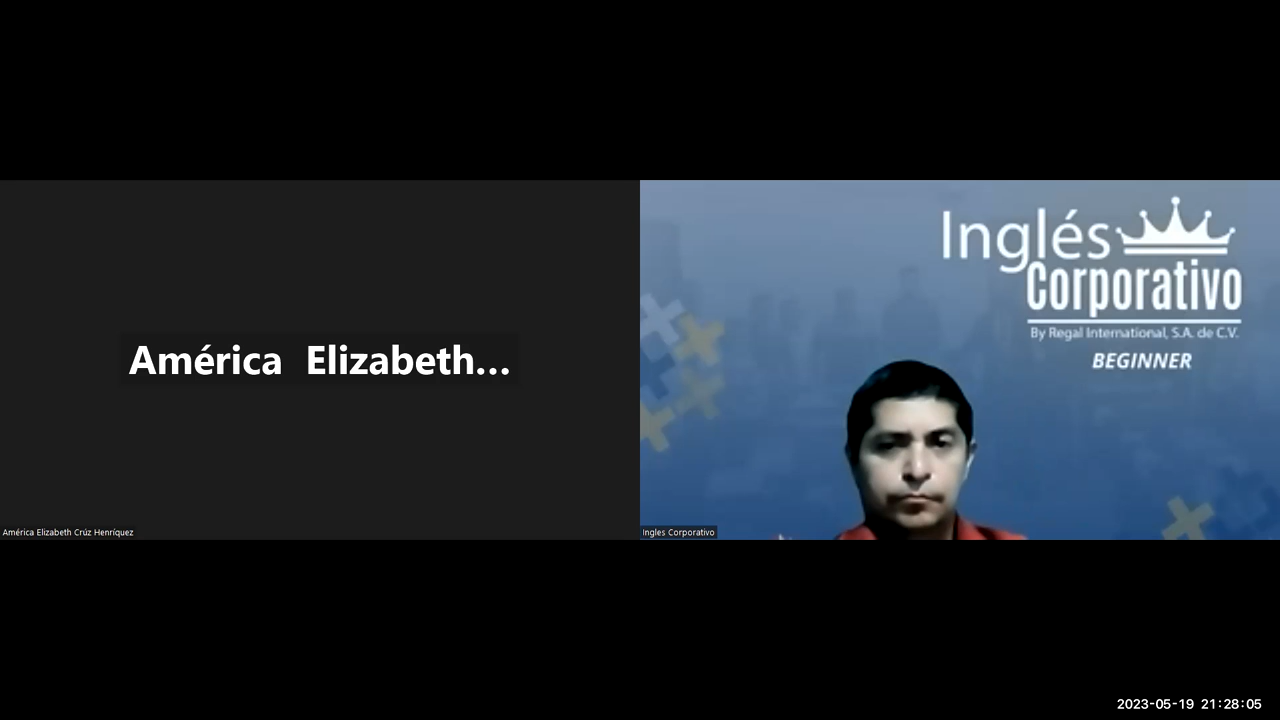 América Elizabeth...
América Elizabeth Crúz Henríquez
Inglés
Corporativo
By Regal International, S.A. de C.V.
BEGINNER
Ingles Corporativo
2023-05-19 21:28:05